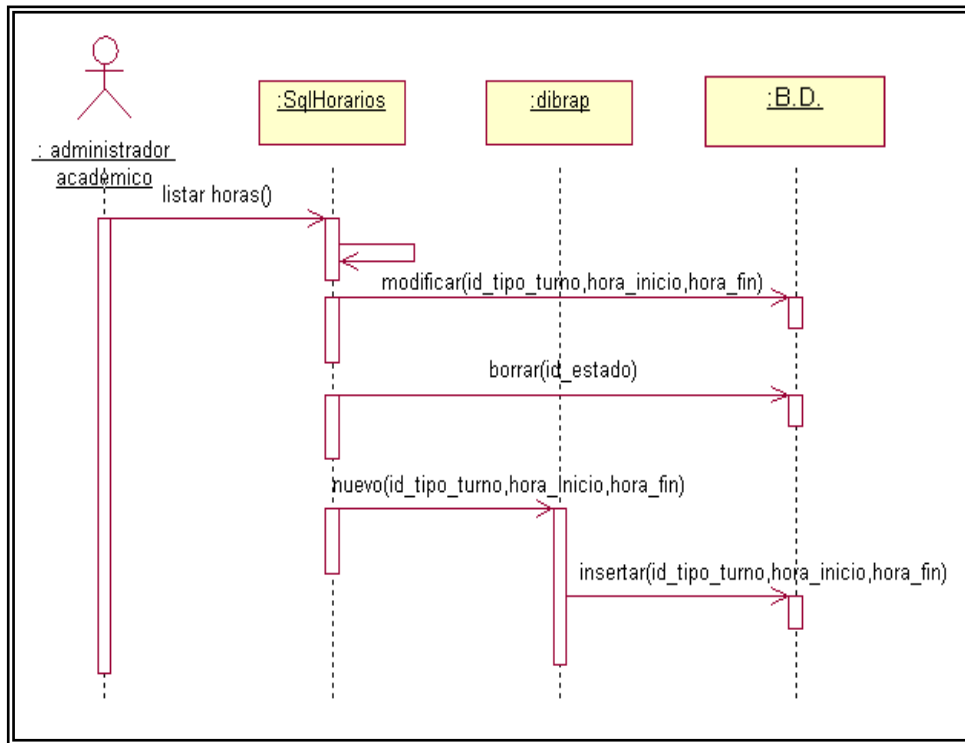 :SqlHorarios
:dibrap
:B.D.
: administrador
académico
listar horas()
modificar(id_tipo_turno,hora_inicio,hora_fin)
borrar(id_estado)
nuevo(id_tipo_turno,hora_Inicio,hora_fin)
insertar(id_tipo_turno,hora_inicio,hora_fin)